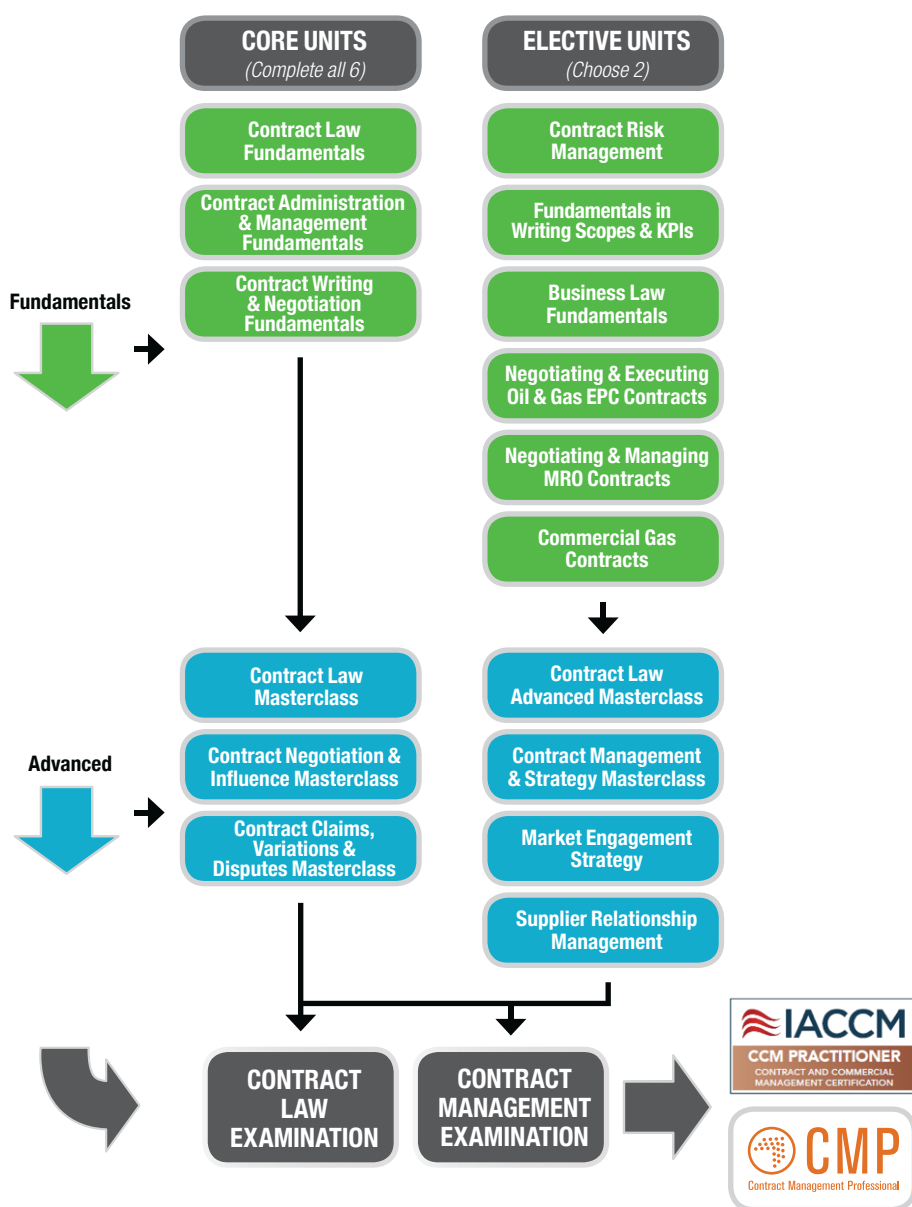 CORE UNITS
(Complete all 6)
ELECTIVE UNITS
(Choose 2)
Contract Law
Fundamentals
Contract Administration
& Management
Fundamentals
Contract Writing
& Negotiation
Fundamentals
Contract Risk
Management
Fundamentals in
Writing Scopes & KPIs
Business Law
Fundamentals
Negotiating & Executing
Oil & Gas EPC Contracts
Negotiating & Managing
MRO Contracts
Commercial Gas
Contracts
Fundamentals
Contract Law
Masterclass
Contract Negotiation &
Influence Masterclass
Contract Claims,
Variations &
Disputes Masterclass
Contract Law
Advanced Masterclass
Contract Management
& Strategy Masterclass
Market Engagement
Strategy
Supplier Relationship
Management
Advanced
CONTRACT
LAW
EXAMINATION
CONTRACT
MANAGEMENT
EXAMINATION
IACCM
CCM PRACTITIONER
CONTRACT AND COMMERCIAL
MANAGEMENT CERTIFICATION
CMP
Contract Management Professional